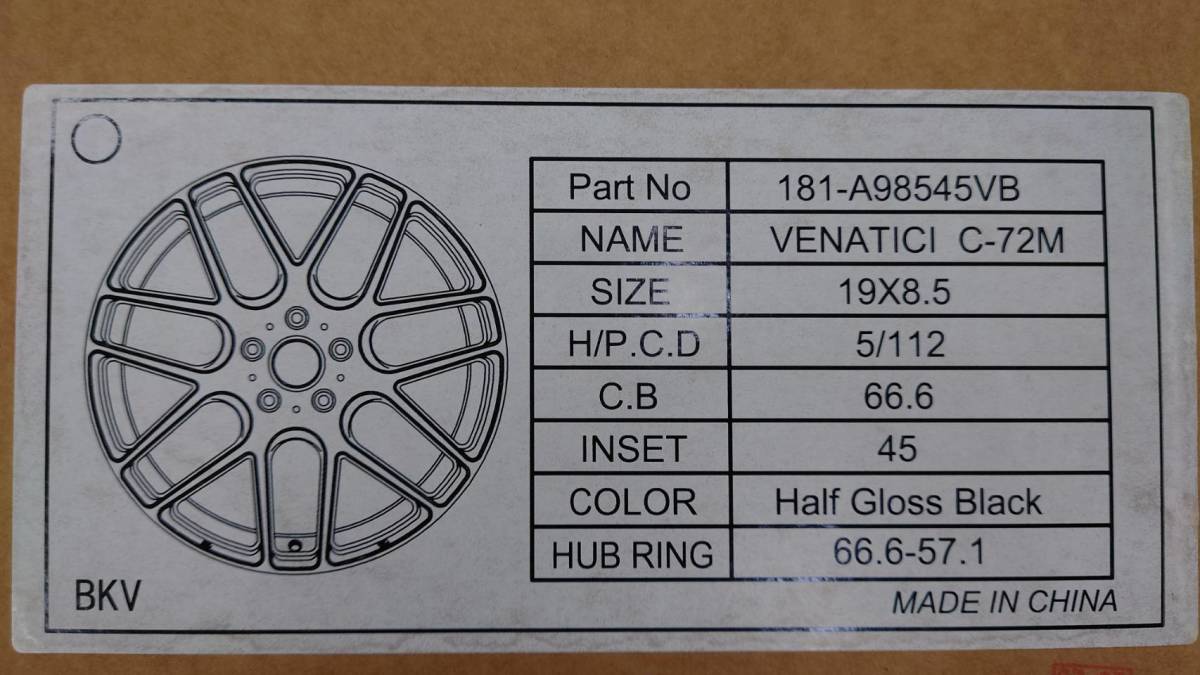 Part No 181-A98545VB
NAME VENATICI C-72M
SIZE 19X8.5
H/P.C.D 5/112
C.B 66.6
INSET 45
COLOR Half Gloss Black
HUB RING 66.6-57.1
BKV
MADE IN CHINA